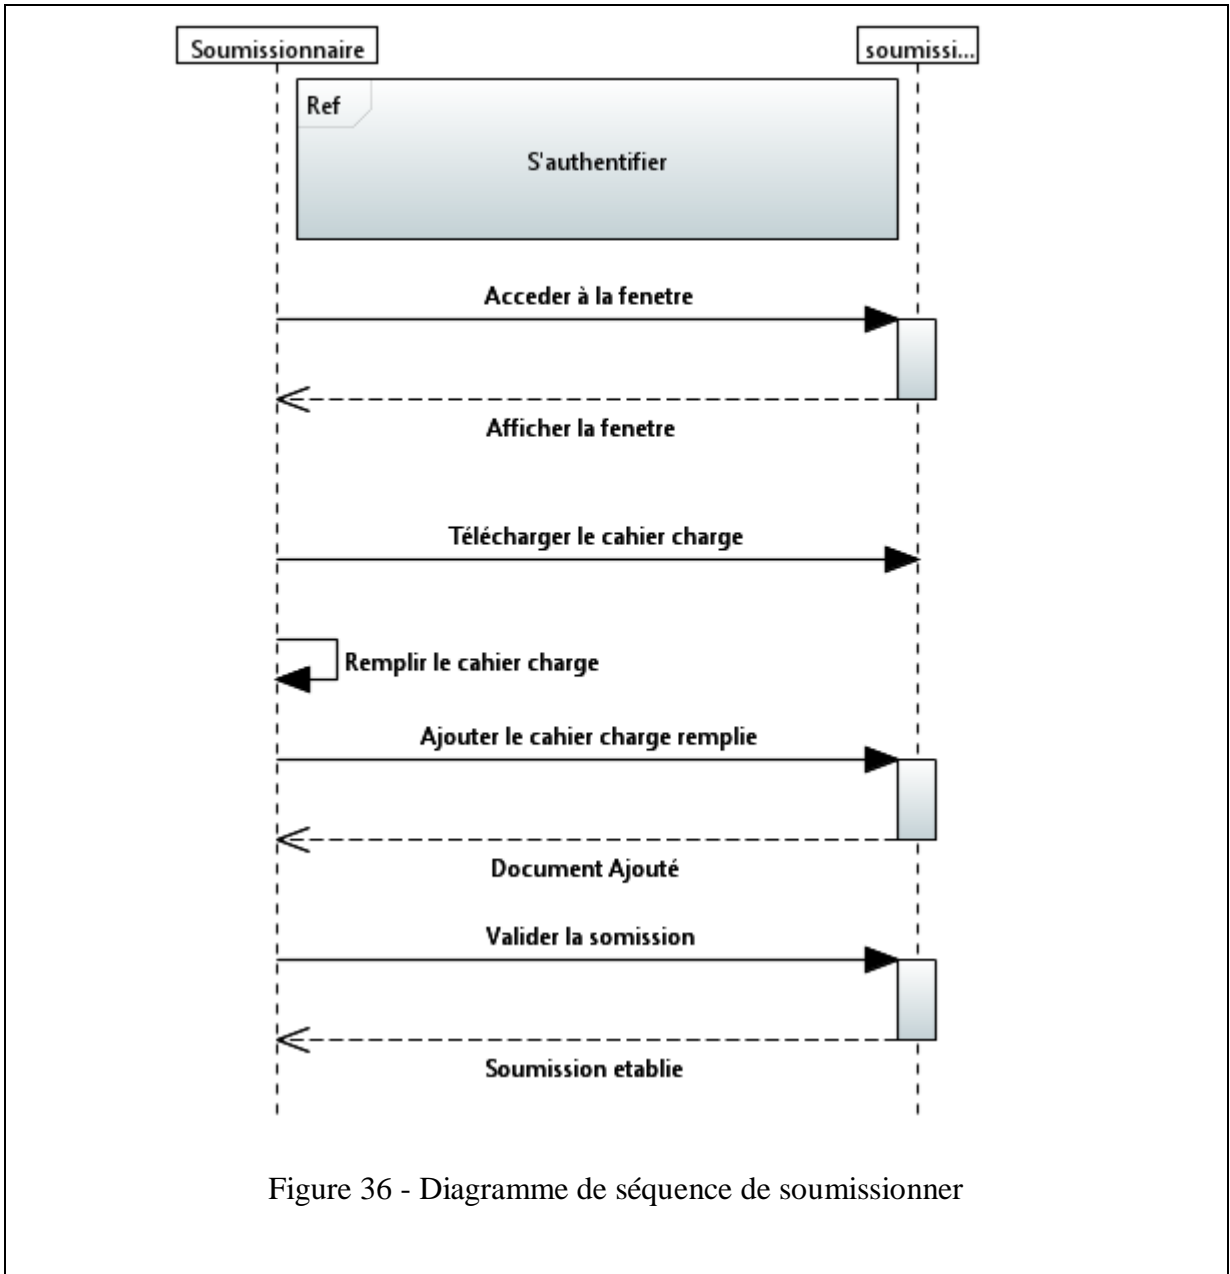 Soumissionnaire
soumissi...
Ref
S'authentifier
Acceder à la fenetre
Afficher la fenetre
Télécharger le cahier charge
Remplir le cahier charge
Ajouter le cahier charge remplie
Document Ajouté
Valider la somission
Soumission etablie
Figure 36 - Diagramme de séquence de soumissionner